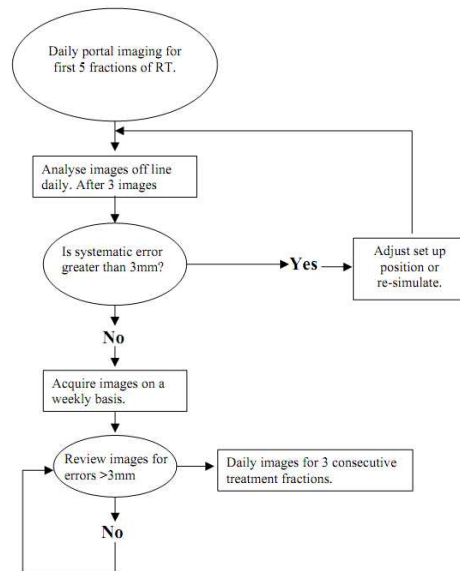 Daily portal imaging for
first 5 fractions of RT.
Analyse images off line
daily. After 3 images
Is systematic error
greater than 3mm?
Yes
Adjust set up
position or
re-simulate.
No
Acquire images on a
weekly basis.
Review images for
errors >3mm
Daily images for 3 consecutive
treatment fractions.
No